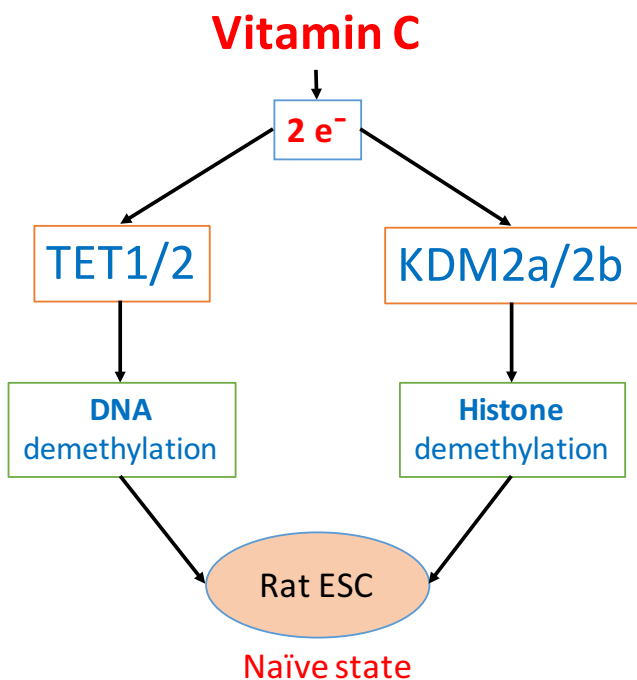 Vitamin C
2 e⁻
TET1/2
KDM2a/2b
DNA
demethylation
Histone
demethylation
Rat ESC
Naïve state